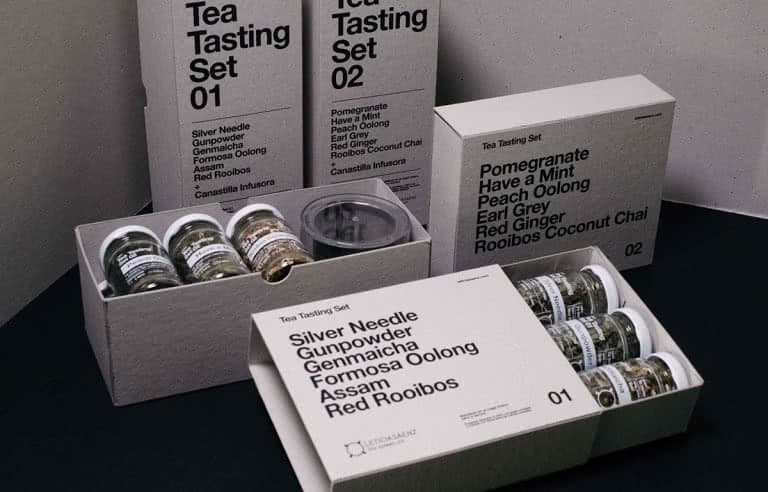 Tea
Tasting
Set
01
Silver Needle
Gunpowder
Genmaicha
Formosa Oolong
Assam
Red Rooibos
+
Canastilla Infusora
Tea
Tasting
Set
02
Pomegranate
Have a Mint
Peach Oolong
Earl Grey
Red Ginger
Rooibos Coconut Chai
+
Canastilla Infusora
Tea Tasting Set
Pomegranate
Have a Mint
Peach Oolong
Earl Grey
Red Ginger
Rooibos Coconut Chai
02
Tea Tasting Set
Silver Needle
Gunpowder
Genmaicha
Formosa Oolong
Assam
Red Rooibos
01
LETICIASAENZ